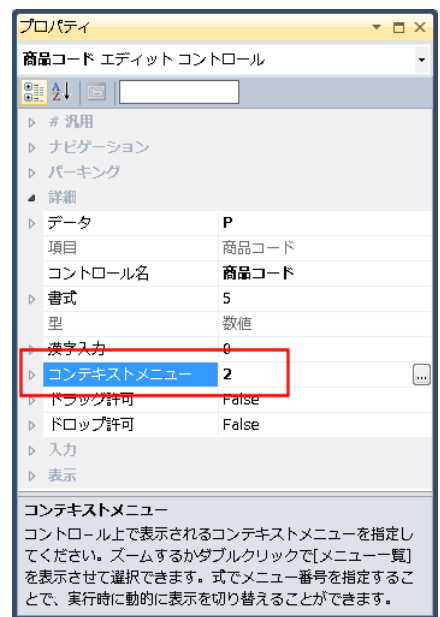 プロパティ
商品コード エディット コントロール
# 汎用
ナビゲーション
パーキング
詳細
データ P
項目 商品コード
コントロール名 商品コード
書式 5
型 数値
漢字入力 0
コンテキストメニュー 2 ...
ドラッグ許可 False
ドロップ許可 False
入力
表示
コンテキストメニュー
コントロール上で表示されるコンテキストメニューを指定し
てください。ズームするかダブルクリックで[メニュー一覧]
を表示させて選択できます。式でメニュー番号を指定するこ
とで、実行時に動的に表示を切り替えることができます。